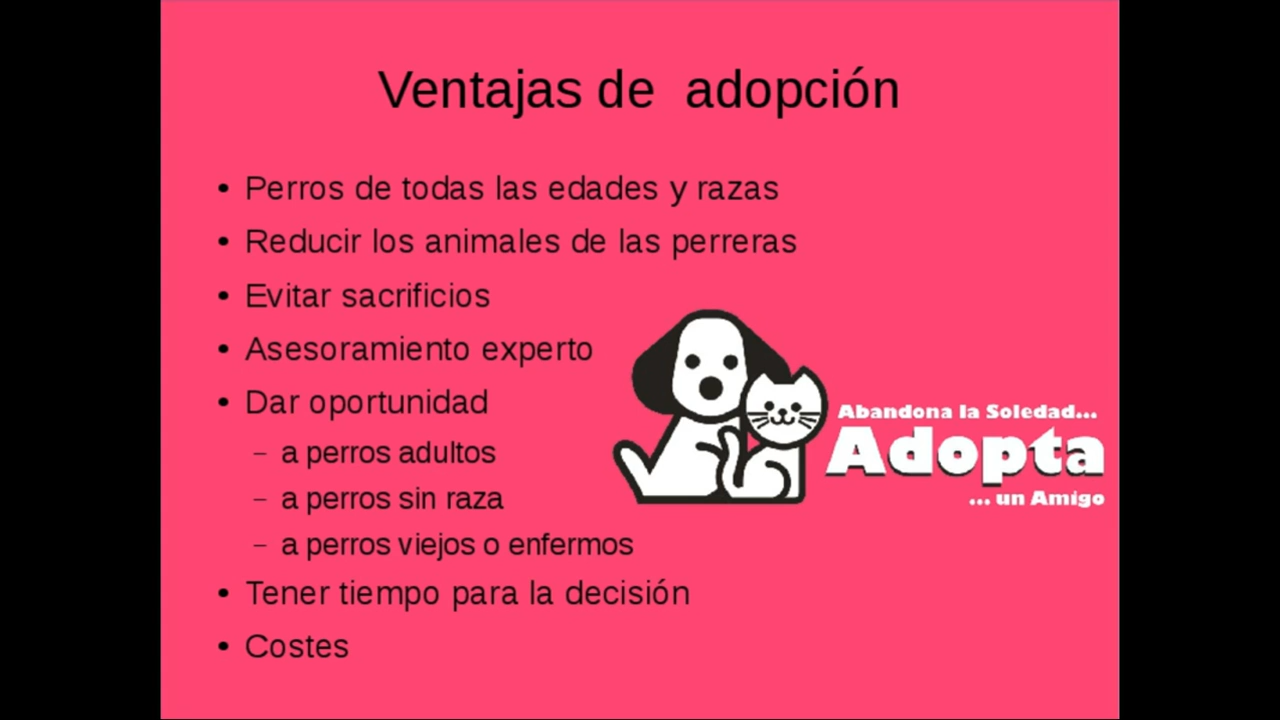 Ventajas de adopción
• Perros de todas las edades y razas
• Reducir los animales de las perreras
• Evitar sacrificios
• Asesoramiento experto
• Dar oportunidad
– a perros adultos
– a perros sin raza
– a perros viejos o enfermos
• Tener tiempo para la decisión
• Costes
Abandona la Soledad...
Adopta
... un Amigo